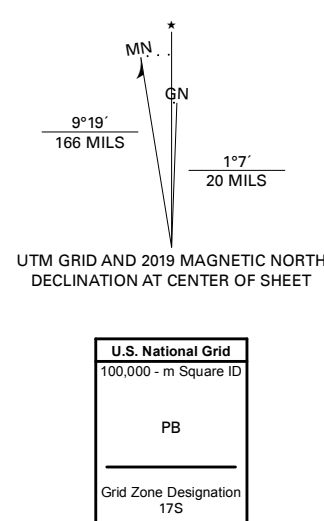 MN
GN
9°19´
166 MILS
1°7´
20 MILS
UTM GRID AND 2019 MAGNETIC NORTH
DECLINATION AT CENTER OF SHEET
U.S. National Grid
100,000 - m Square ID
PB
Grid Zone Designation
17S